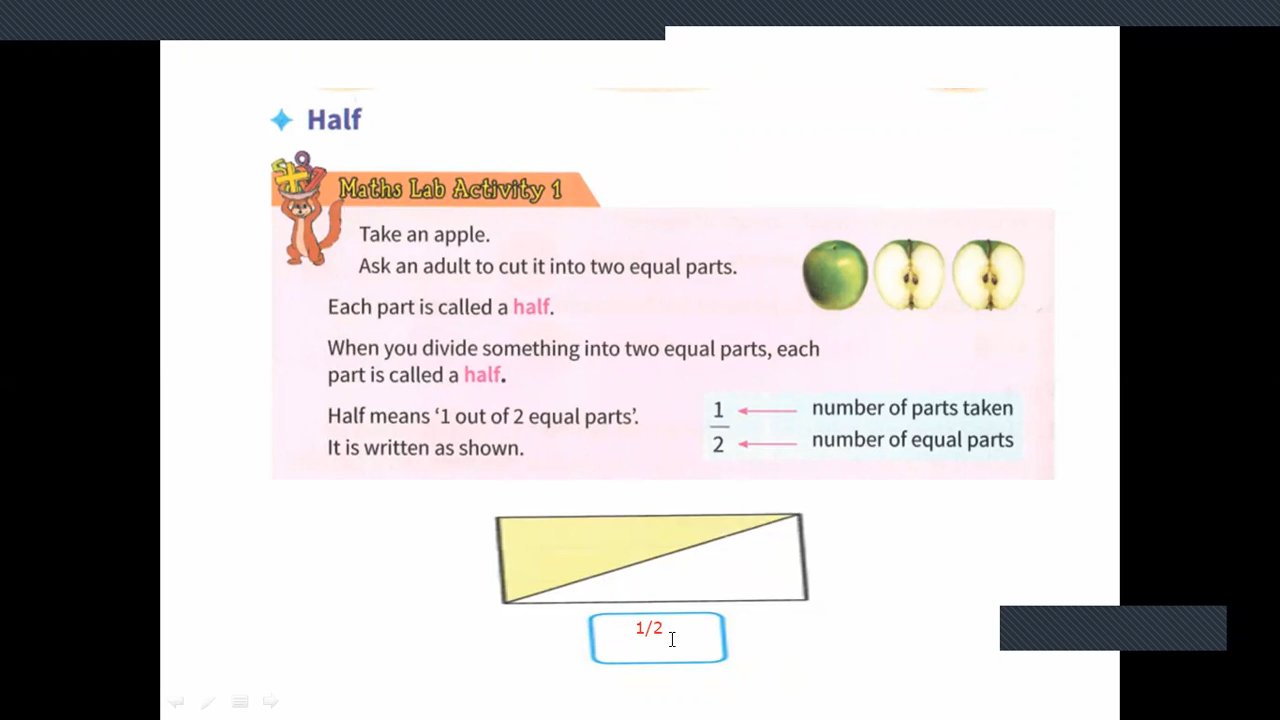 Half
Maths Lab Activity 1
Take an apple.
Ask an adult to cut it into two equal parts.
Each part is called a half.
When you divide something into two equal parts, each
part is called a half.
Half means ‘1 out of 2 equal parts’.
It is written as shown.
1 number of parts taken
2 number of equal parts
1/2